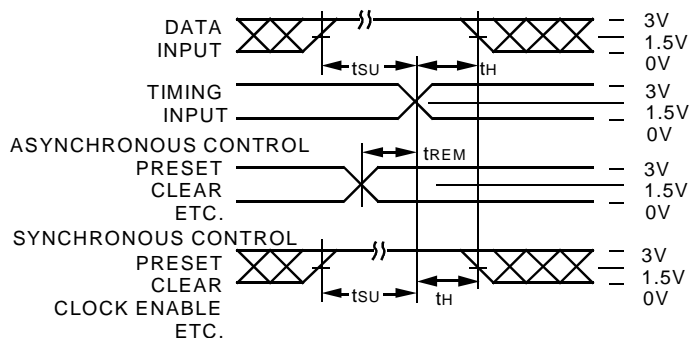 DATA INPUT
3V
1.5V
0V
tSU
tH
TIMING INPUT
3V
1.5V
0V
ASYNCHRONOUS CONTROL
tREM
PRESET
CLEAR
ETC.
3V
1.5V
0V
SYNCHRONOUS CONTROL
PRESET
CLEAR
CLOCK ENABLE
ETC.
3V
1.5V
0V
tSU
tH